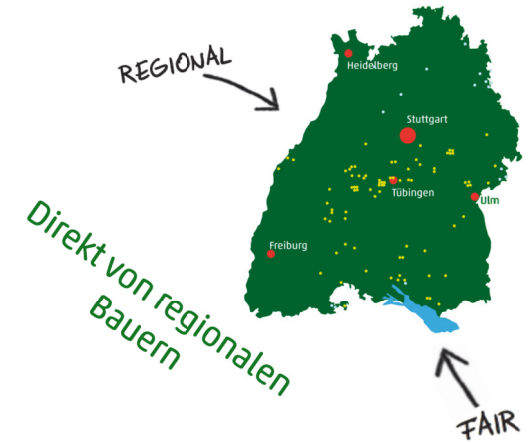 REGIONAL
Heidelberg
Stuttgart
Tübingen
Ulm
Freiburg
Direkt von regionalen
Bauern
FAIR